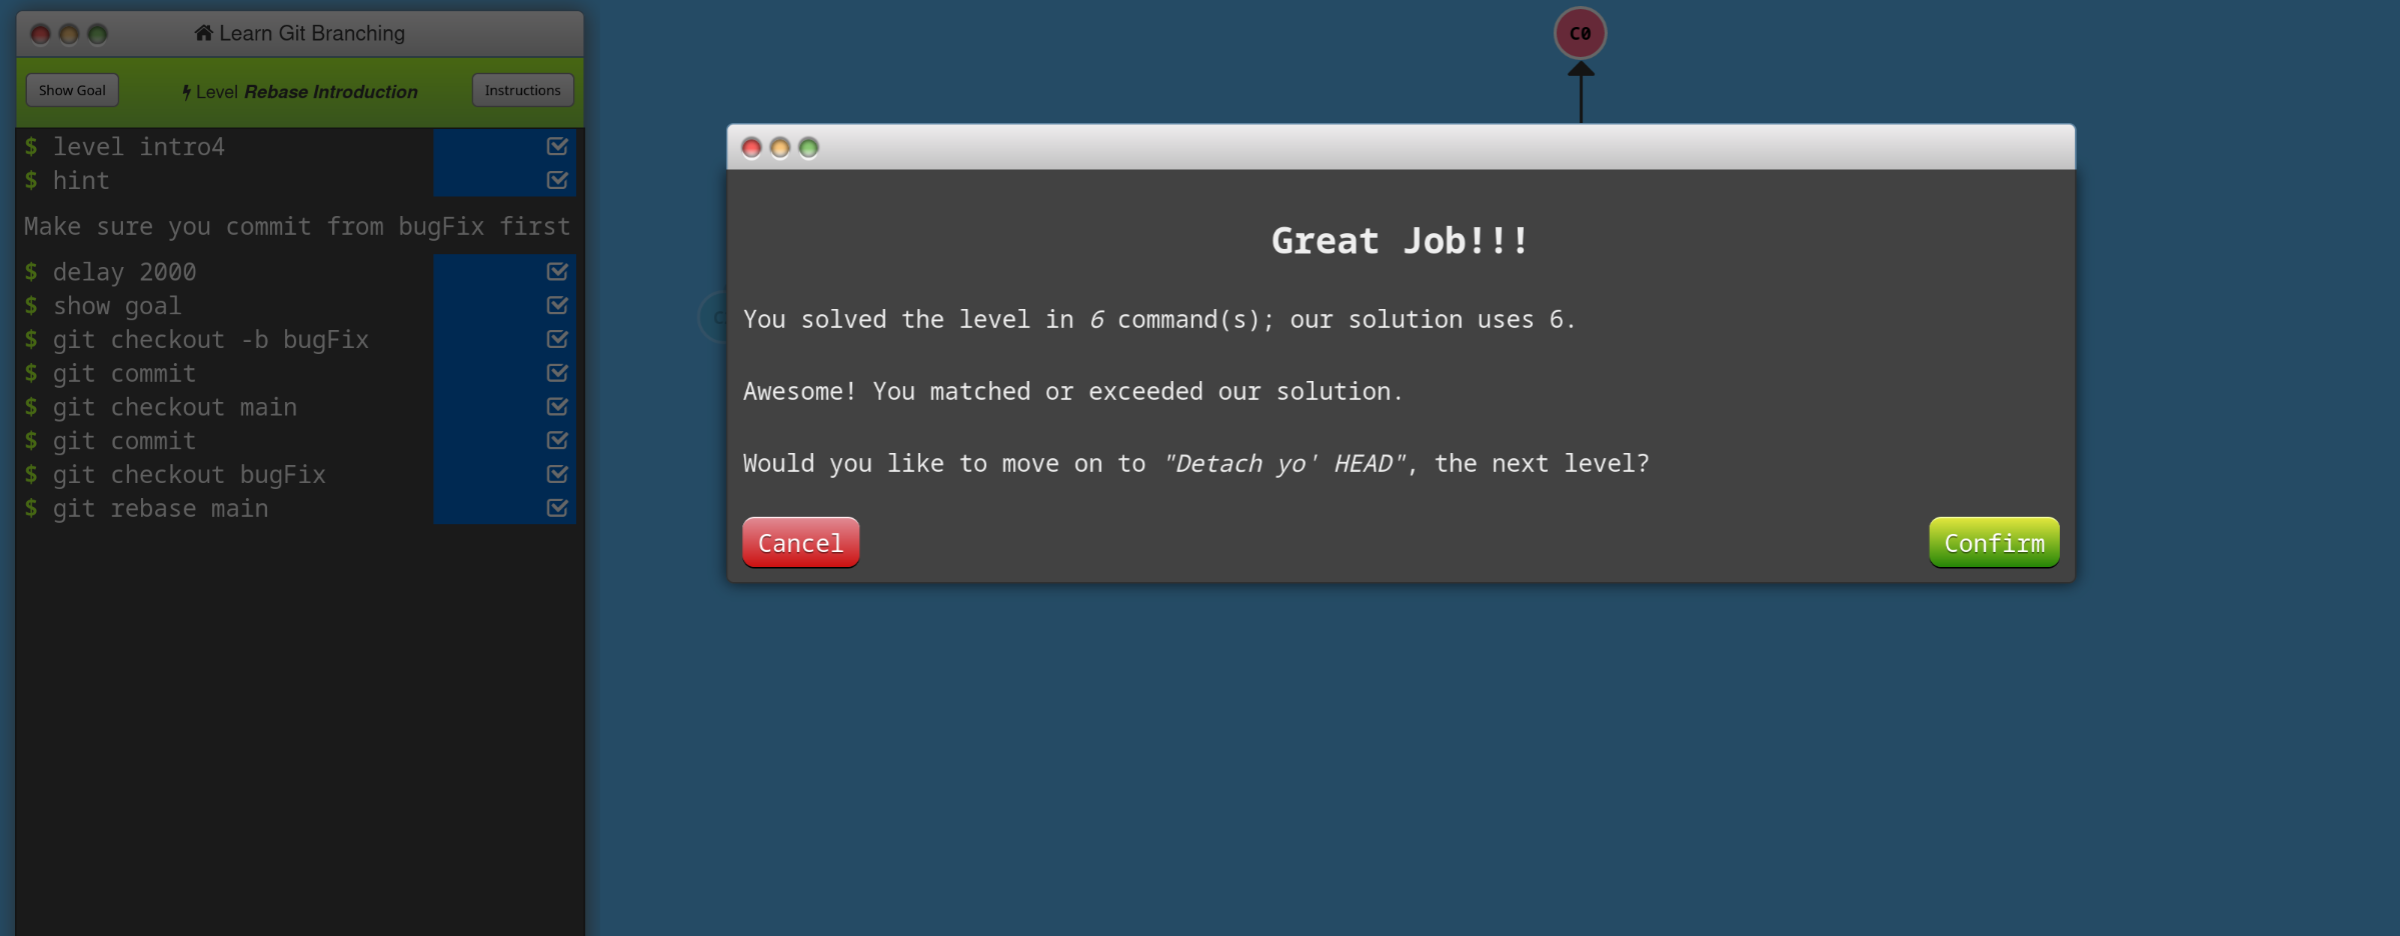 Learn Git Branching
Show Goal
Level Rebase Introduction
Instructions
$ level intro4
$ hint
Make sure you commit from bugFix first
$ delay 2000
$ show goal
$ git checkout -b bugFix
$ git commit
$ git checkout main
$ git commit
$ git checkout bugFix
$ git rebase main
C0
Great Job!!!
You solved the level in 6 command(s); our solution uses 6.
Awesome! You matched or exceeded our solution.
Would you like to move on to "Detach yo' HEAD", the next level?
Cancel
Confirm